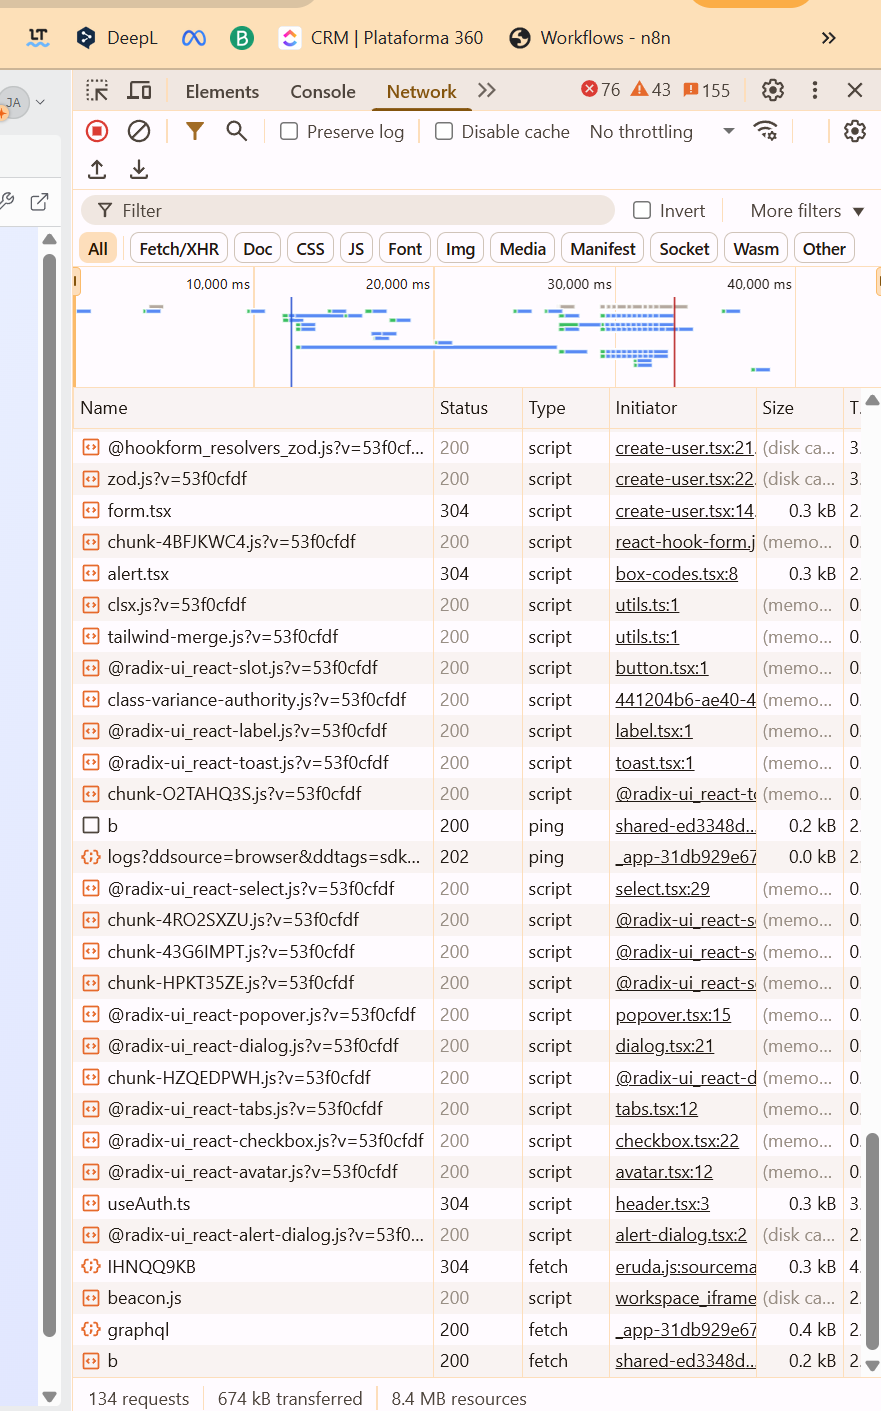 LT DeepL B CRM | Plataforma 360 Workflows - n8n
JA
Elements Console Network 76 43 155
Preserve log Disable cache No throttling
Filter Invert More filters
All Fetch/XHR Doc CSS JS Font Img Media Manifest Socket Wasm Other
10,000 ms 20,000 ms 30,000 ms 40,000 ms
Name Status Type Initiator Size T.
@hookform_resolvers_zod.js?v=53f0cf... 200 script create-user.tsx:21 (disk ca... 3.
zod.js?v=53f0cfdf 200 script create-user.tsx:22 (disk ca... 3.
form.tsx 304 script create-user.tsx:14 0.3 kB 2.
chunk-4BFJKWC4.js?v=53f0cfdf 200 script react-hook-form.j (memo... 0.
alert.tsx 304 script box-codes.tsx:8 0.3 kB 2.
clsx.js?v=53f0cfdf 200 script utils.ts:1 (memo... 0.
tailwind-merge.js?v=53f0cfdf 200 script utils.ts:1 (memo... 0.
@radix-ui_react-slot.js?v=53f0cfdf 200 script button.tsx:1 (memo... 0.
class-variance-authority.js?v=53f0cfdf 200 script 441204b6-ae40-4 (memo... 0.
@radix-ui_react-label.js?v=53f0cfdf 200 script label.tsx:1 (memo... 0.
@radix-ui_react-toast.js?v=53f0cfdf 200 script toast.tsx:1 (memo... 0.
chunk-O2TAHQ3S.js?v=53f0cfdf 200 script @radix-ui_react-t (memo... 0.
b 200 ping shared-ed3348d... 0.2 kB 2.
logs?ddsource=browser&ddtags=sdk... 202 ping _app-31db929e67 0.0 kB 2.
@radix-ui_react-select.js?v=53f0cfdf 200 script select.tsx:29 (memo... 0.
chunk-4RO2SXZU.js?v=53f0cfdf 200 script @radix-ui_react-s (memo... 0.
chunk-43G6IMPT.js?v=53f0cfdf 200 script @radix-ui_react-s (memo... 0.
chunk-HPKT35ZE.js?v=53f0cfdf 200 script @radix-ui_react-s (memo... 0.
@radix-ui_react-popover.js?v=53f0cfdf 200 script popover.tsx:15 (memo... 0.
@radix-ui_react-dialog.js?v=53f0cfdf 200 script dialog.tsx:21 (memo... 0.
chunk-HZQEDPWH.js?v=53f0cfdf 200 script @radix-ui_react-d (memo... 0.
@radix-ui_react-tabs.js?v=53f0cfdf 200 script tabs.tsx:12 (memo... 0.
@radix-ui_react-checkbox.js?v=53f0cfdf 200 script checkbox.tsx:22 (memo... 0.
@radix-ui_react-avatar.js?v=53f0cfdf 200 script avatar.tsx:12 (memo... 0.
useAuth.ts 304 script header.tsx:3 0.3 kB 3.
@radix-ui_react-alert-dialog.js?v=53f0... 200 script alert-dialog.tsx:2 (disk ca... 2.
IHNQQ9KB 304 fetch eruda.js:sourcema 0.3 kB 4.
beacon.js 200 script workspace_iframe (disk ca... 2.
graphql 200 fetch _app-31db929e67 0.4 kB 2.
b 200 fetch shared-ed3348d... 0.2 kB 2.
134 requests 674 kB transferred 8.4 MB resources